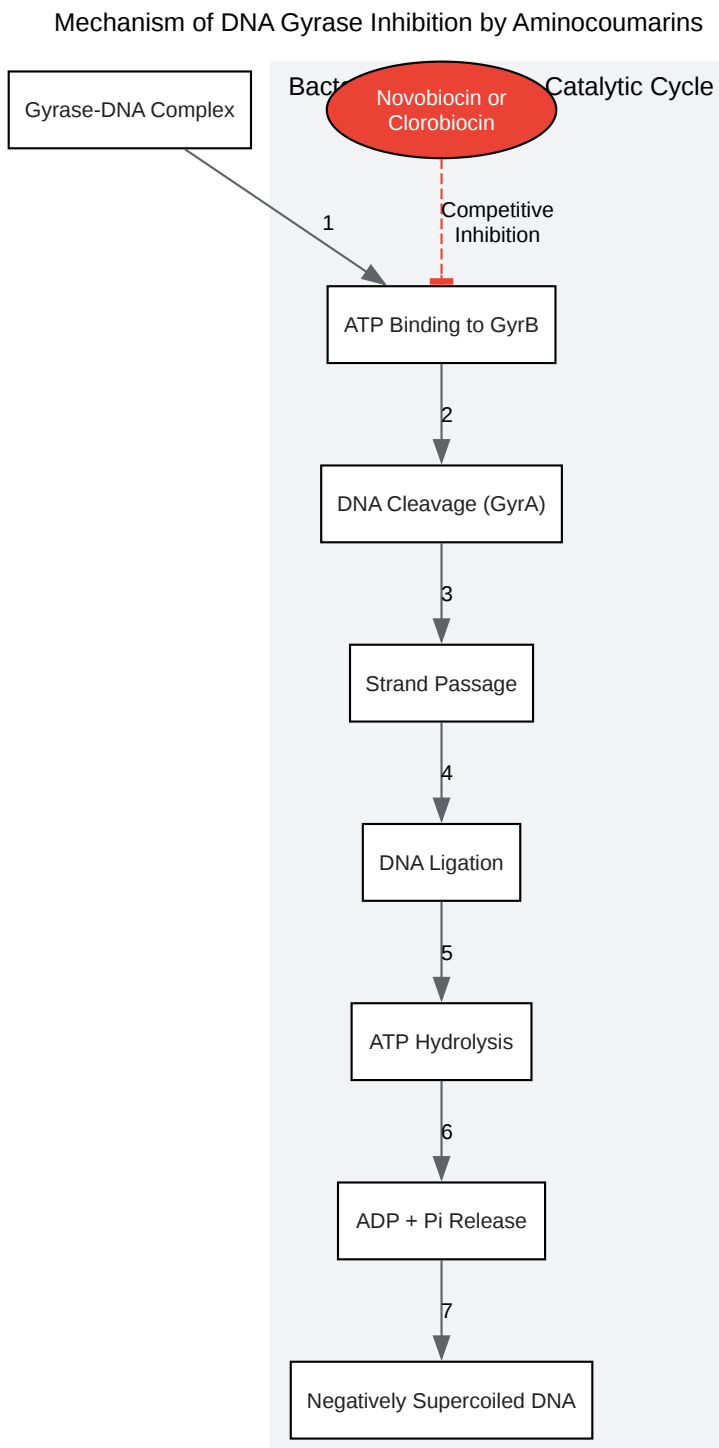 Mechanism of DNA Gyrase Inhibition by Aminocoumarins
Catalytic Cycle
Novobiocin or
Clorobiocin
Gyrase-DNA Complex
Competitive
Inhibition
1
ATP Binding to GyrB
2
DNA Cleavage (GyrA)
3
Strand Passage
4
DNA Ligation
5
ATP Hydrolysis
6
ADP + Pi Release
7
Negatively Supercoiled DNA